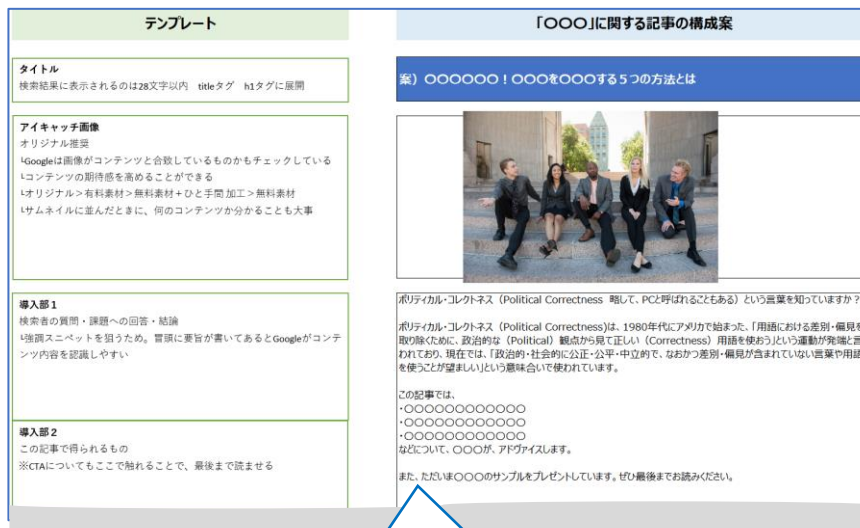 テンプレート
タイトル
検索結果に表示されるのは28文字以内　titleタグ　h1タグに展開
アイキャッチ画像
オリジナル推奨
└Googleは画像がコンテンツと合致しているものかもチェックしている
└コンテンツの期待感を高めることができる
└オリジナル＞有料素材＞無料素材＋ひと手間 加工＞無料素材
└サムネイルに並んだときに、何のコンテンツか分かることも大事
導入部１
検索者の質問・課題への回答・結論
└強調スニペットを狙うため。冒頭に要旨が書いてあるとGoogleがコンテ
ンツ内容を認識しやすい
導入部２
この記事で得られるもの
※CTAについてもここで触れることで、最後まで読ませる
「〇〇〇」に関する記事の構成案
案）〇〇〇〇〇〇！〇〇〇を〇〇〇する５つの方法とは
ポリティカル・コレクトネス（Political Correctness　略して、PCと呼ばれることもある）という言葉を知っていますか？
ポリティカル・コレクトネス（Political Correctness)は、1980年代にアメリカで始まった、「用語における差別・偏見を
取り除くために、政治的な（Political）観点から見て正しい（Correctness）用語を使おう」という運動が発端と言
われており、現在では、「政治的・社会的に公正・公平・中立的で、なおかつ差別・偏見が含まれていない言葉や用語
を使うことが望ましい」という意味合いで使われています。
この記事では、
・〇〇〇〇〇〇〇〇〇〇〇〇
・〇〇〇〇〇〇〇〇〇〇〇〇
・〇〇〇〇〇〇〇〇〇〇〇〇
などについて、〇〇〇が、アドヴァイスします。
また、ただいま〇〇〇のサンプルをプレゼントしています。ぜひ最後までお読みください。